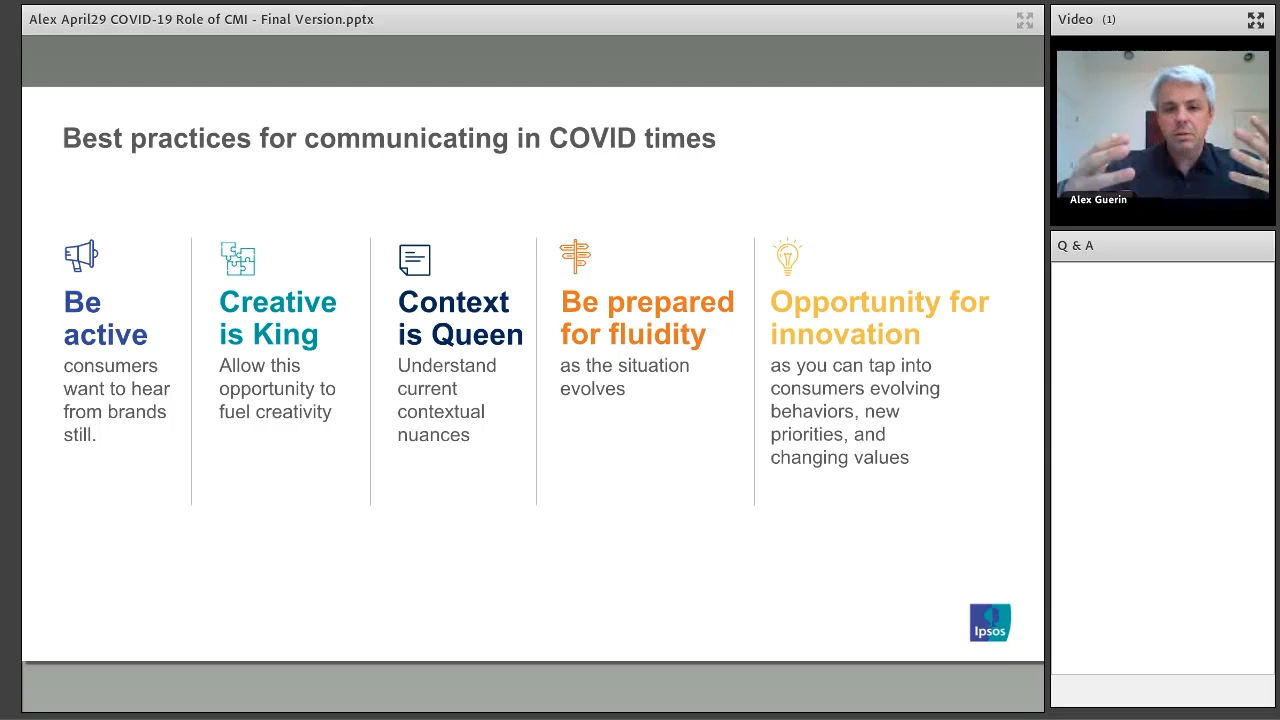 Alex April29 COVID-19 Role of CMI - Final Version.pptx
Best practices for communicating in COVID times
Be
active
consumers
want to hear
from brands
still.
Creative
is King
Allow this
opportunity to
fuel creativity
Context
is Queen
Understand
current
contextual
nuances
Be prepared
for fluidity
as the situation
evolves
Opportunity for
innovation
as you can tap into
consumers evolving
behaviors, new
priorities, and
changing values
Ipsos
Video (1)
Alex Guerin
Q & A